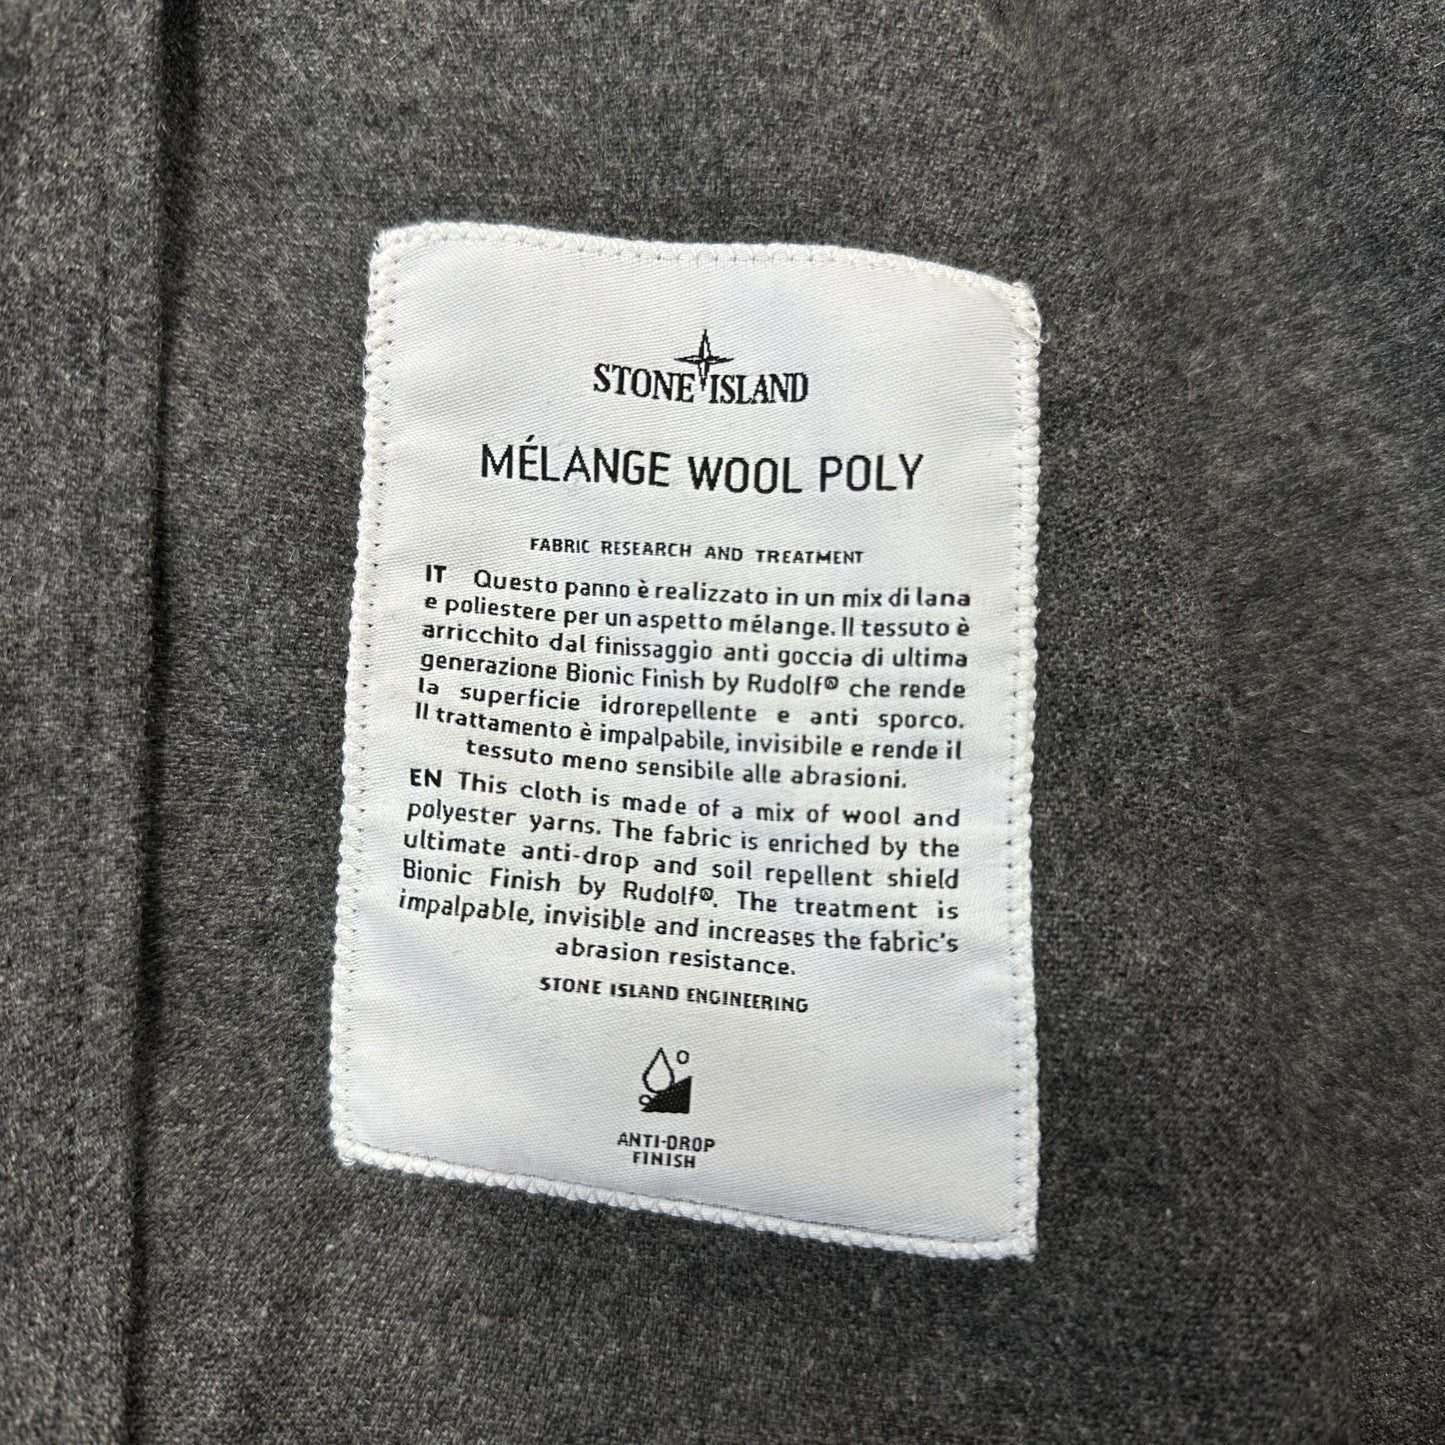 STONE ISLAND
MÉLANGE WOOL POLY
FABRIC RESEARCH AND TREATMENT
IT Questo panno è realizzato in un mix di lana
e poliestere per un aspetto mélange. Il tessuto è
arricchito dal finissaggio anti goccia di ultima
generazione Bionic Finish by Rudolf® che rende
la superficie idrorepellente e anti sporco.
Il trattamento è impalpabile, invisibile e rende il
tessuto meno sensibile alle abrasioni.
EN This cloth is made of a mix of wool and
polyester yarns. The fabric is enriched by the
ultimate anti-drop and soil repellent shield
Bionic Finish by Rudolf®. The treatment is
impalpable, invisible and increases the fabric's
abrasion resistance.
STONE ISLAND ENGINEERING
ANTI-DROP
FINISH